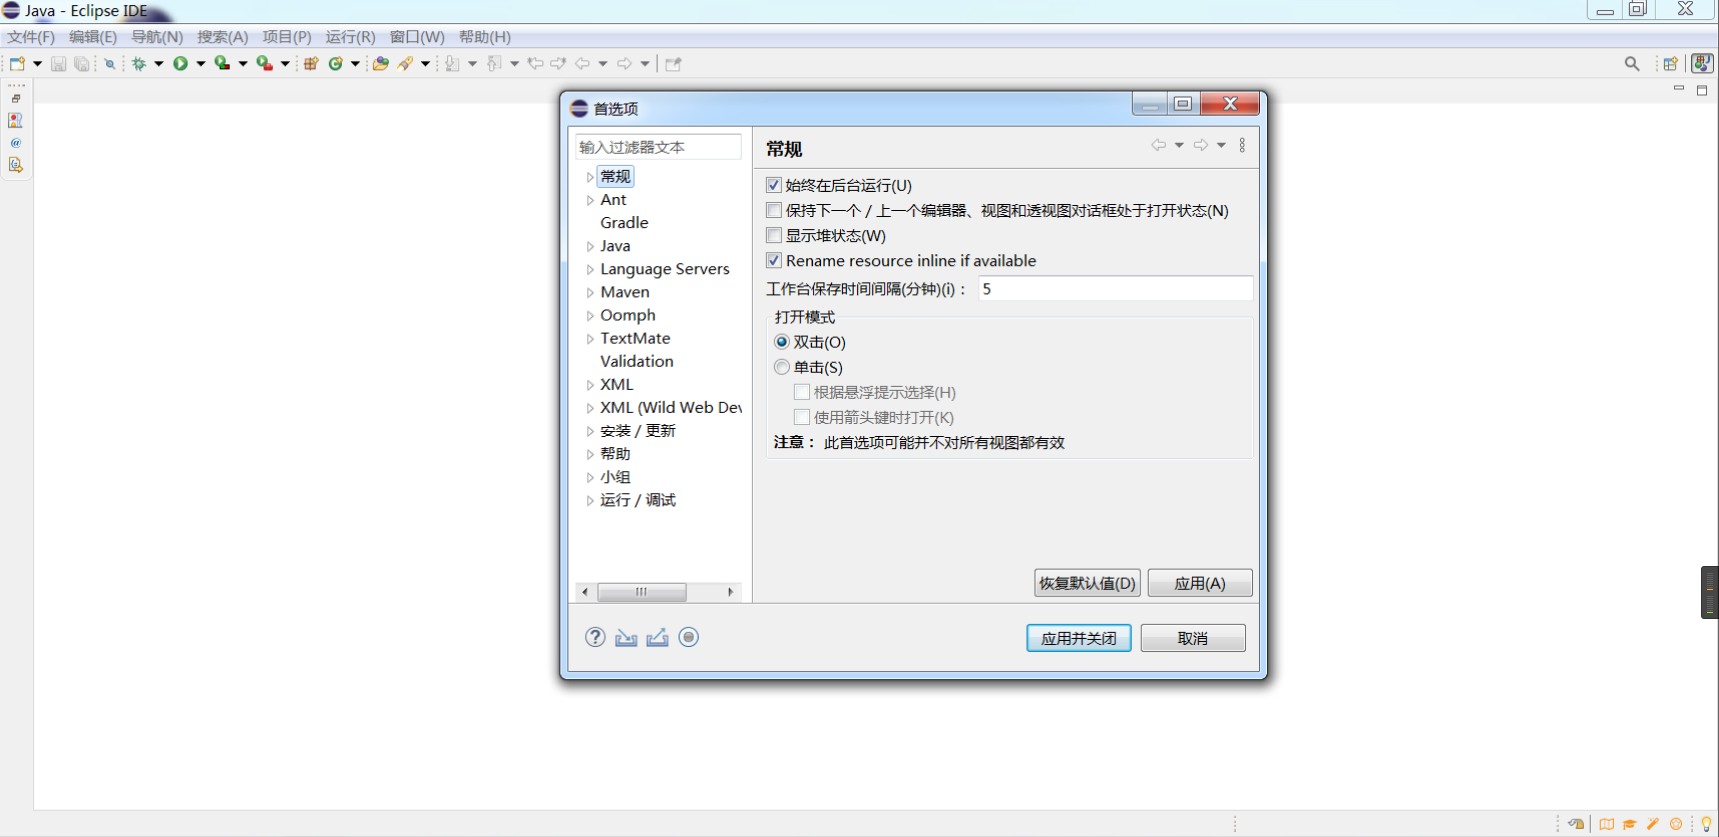 Java - Eclipse IDE
文件(F) 编辑(E) 导航(N) 搜索(A) 项目(P) 运行(R) 窗口(W) 帮助(H)
首选项
输入过滤器文本
常规
Ant
Gradle
Java
Language Servers
Maven
Oomph
TextMate
Validation
XML
XML (Wild Web Dev
安装 / 更新
帮助
小组
运行 / 调试
常规
始终在后台运行(U)
保持下一个 / 上一个编辑器、视图和透视图对话框处于打开状态(N)
显示堆状态(W)
Rename resource inline if available
工作台保存时间间隔(分钟)(i)： 5
打开模式
双击(O)
单击(S)
根据悬浮提示选择(H)
使用箭头键时打开(K)
注意： 此首选项可能并不对所有视图都有效
恢复默认值(D) 应用(A)
应用并关闭 取消